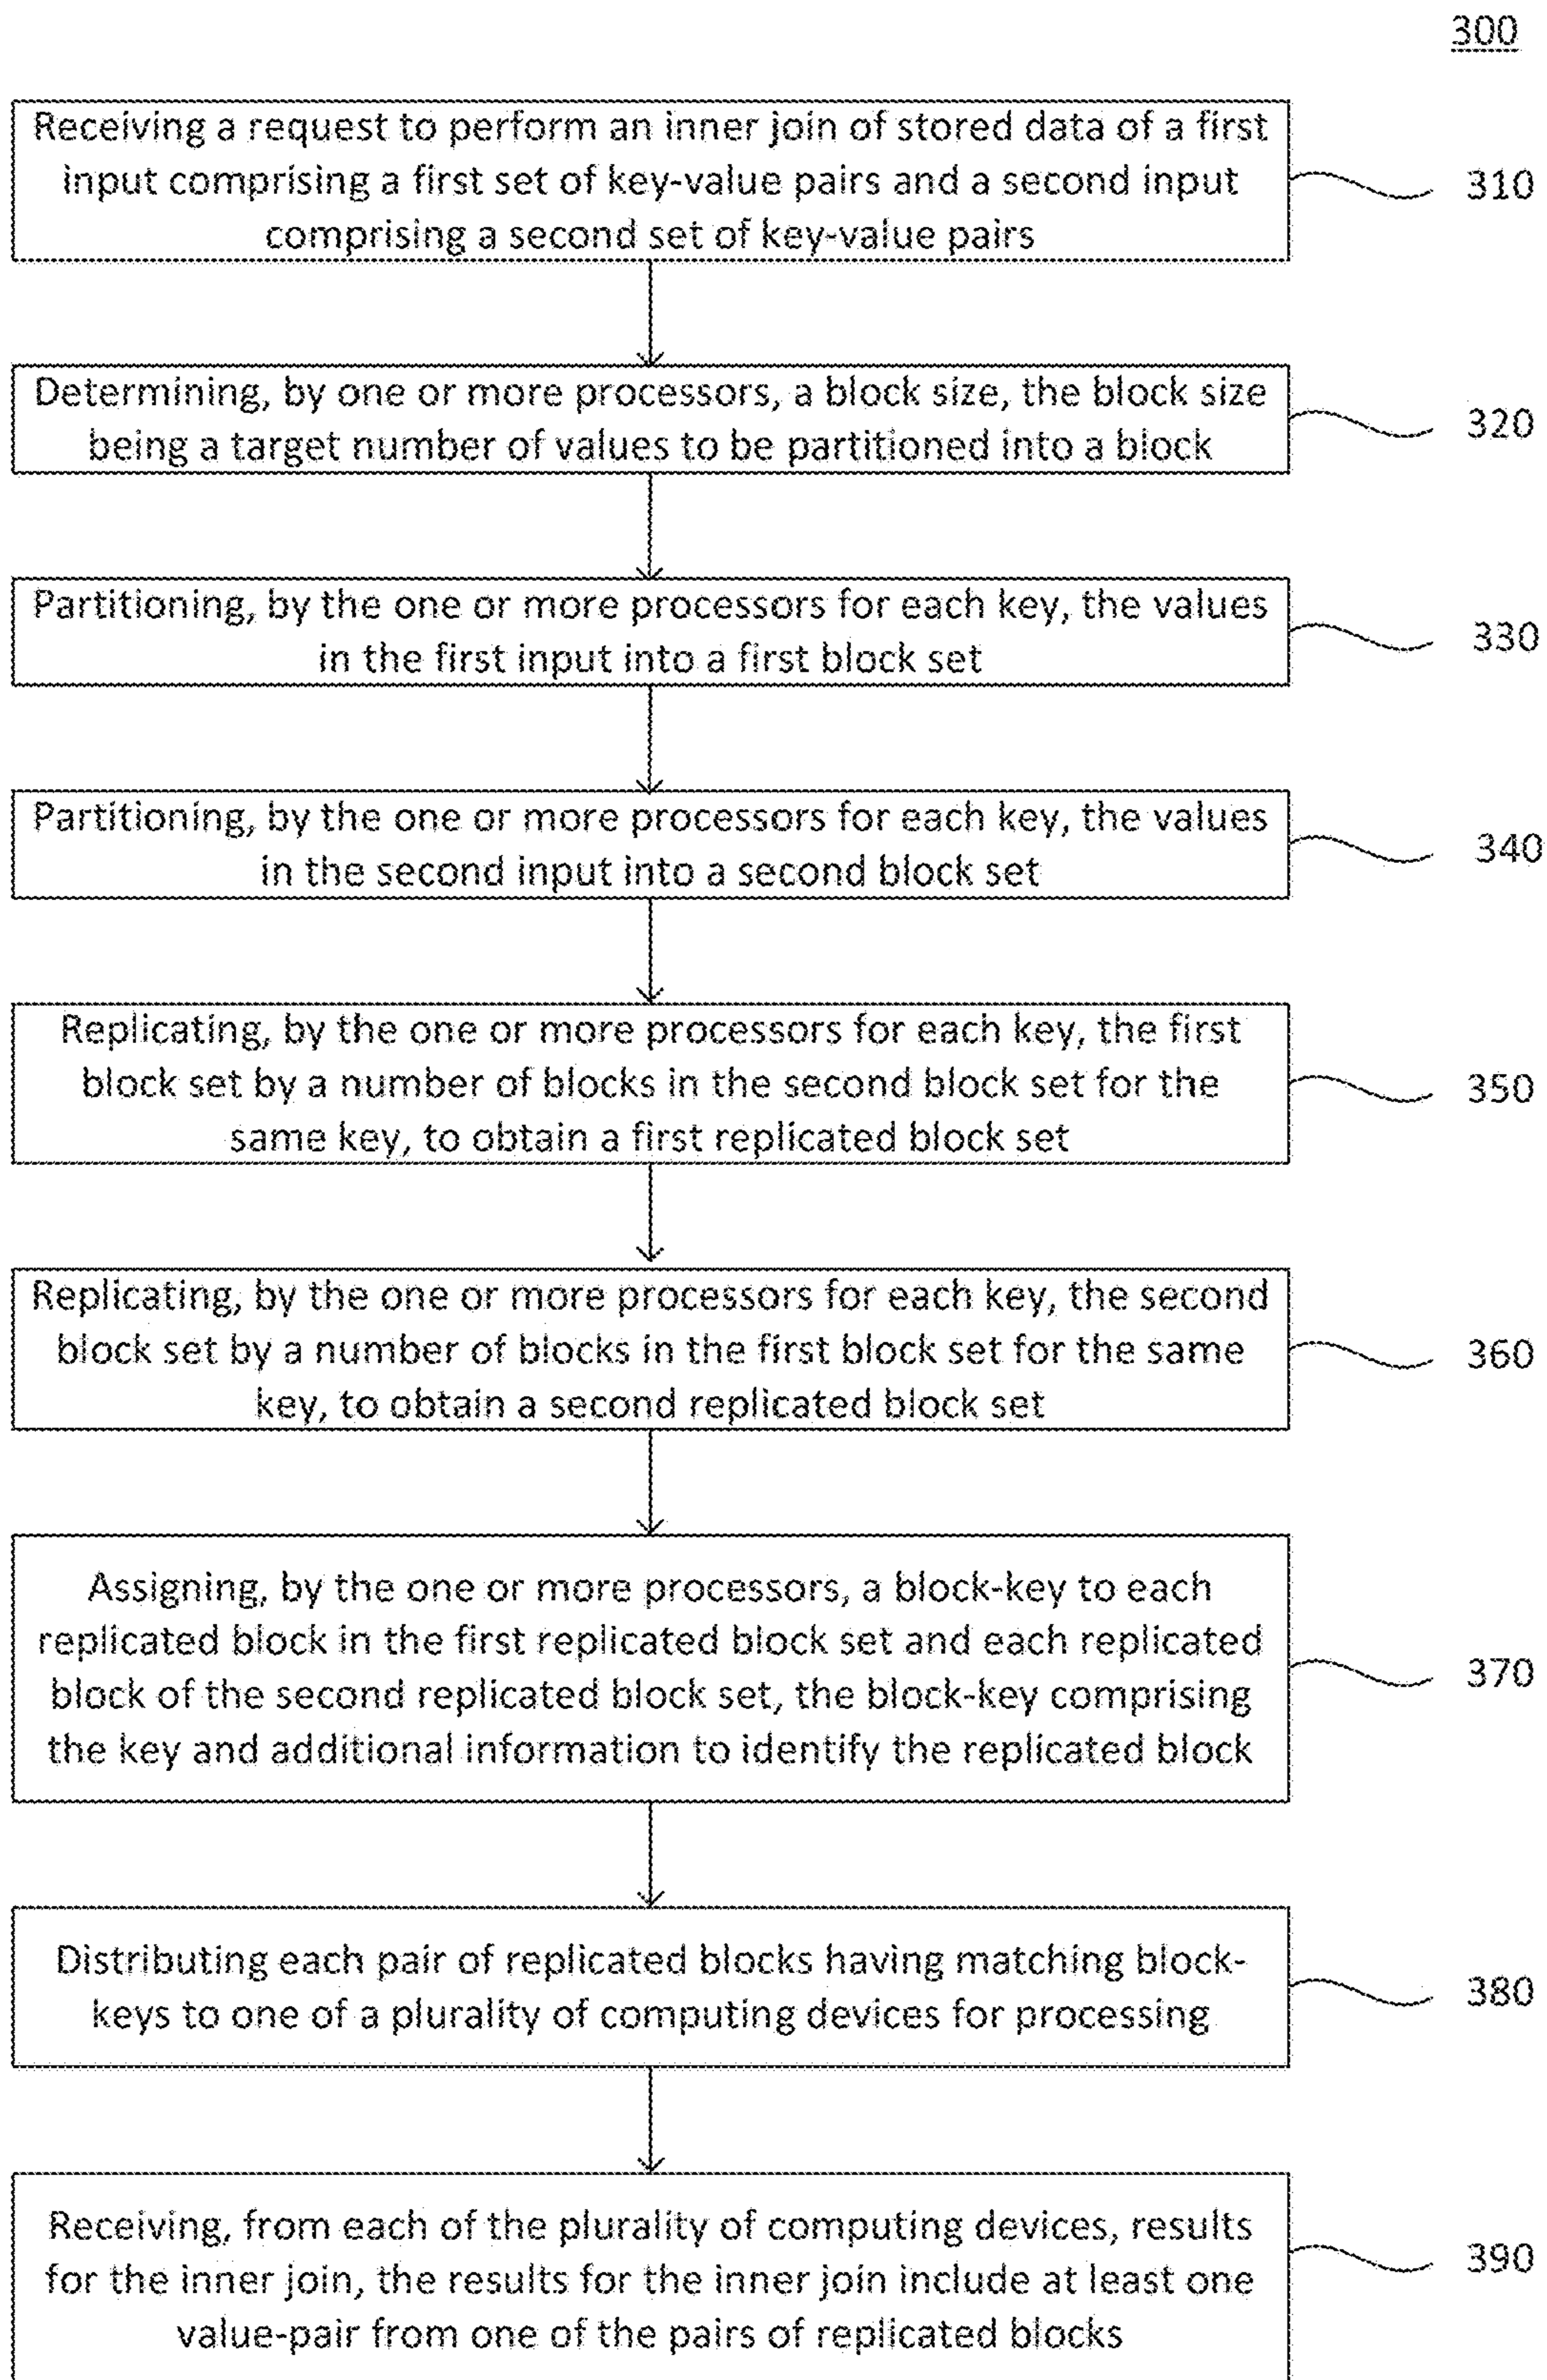 300
Receiving a request to perform an inner join of stored data of a first
input comprising a first set of key-value pairs and a second input
comprising a second set of key-value pairs
310
Determining, by one or more processors, a block size, the block size
being a target number of values to be partitioned into a block
320
Partitioning, by the one or more processors for each key, the values
in the first input into a first block set
330
Partitioning, by the one or more processors for each key, the values
in the second input into a second block set
340
Replicating, by the one or more processors for each key, the first
block set by a number of blocks in the second block set for the
same key, to obtain a first replicated block set
350
Replicating, by the one or more processors for each key, the second
block set by a number of blocks in the first block set for the same
key, to obtain a second replicated block set
360
Assigning, by the one or more processors, a block-key to each
replicated block in the first replicated block set and each replicated
block of the second replicated block set, the block-key comprising
the key and additional information to identify the replicated block
370
Distributing each pair of replicated blocks having matching block-
keys to one of a plurality of computing devices for processing
380
Receiving, from each of the plurality of computing devices, results
for the inner join, the results for the inner join include at least one
value-pair from one of the pairs of replicated blocks
390